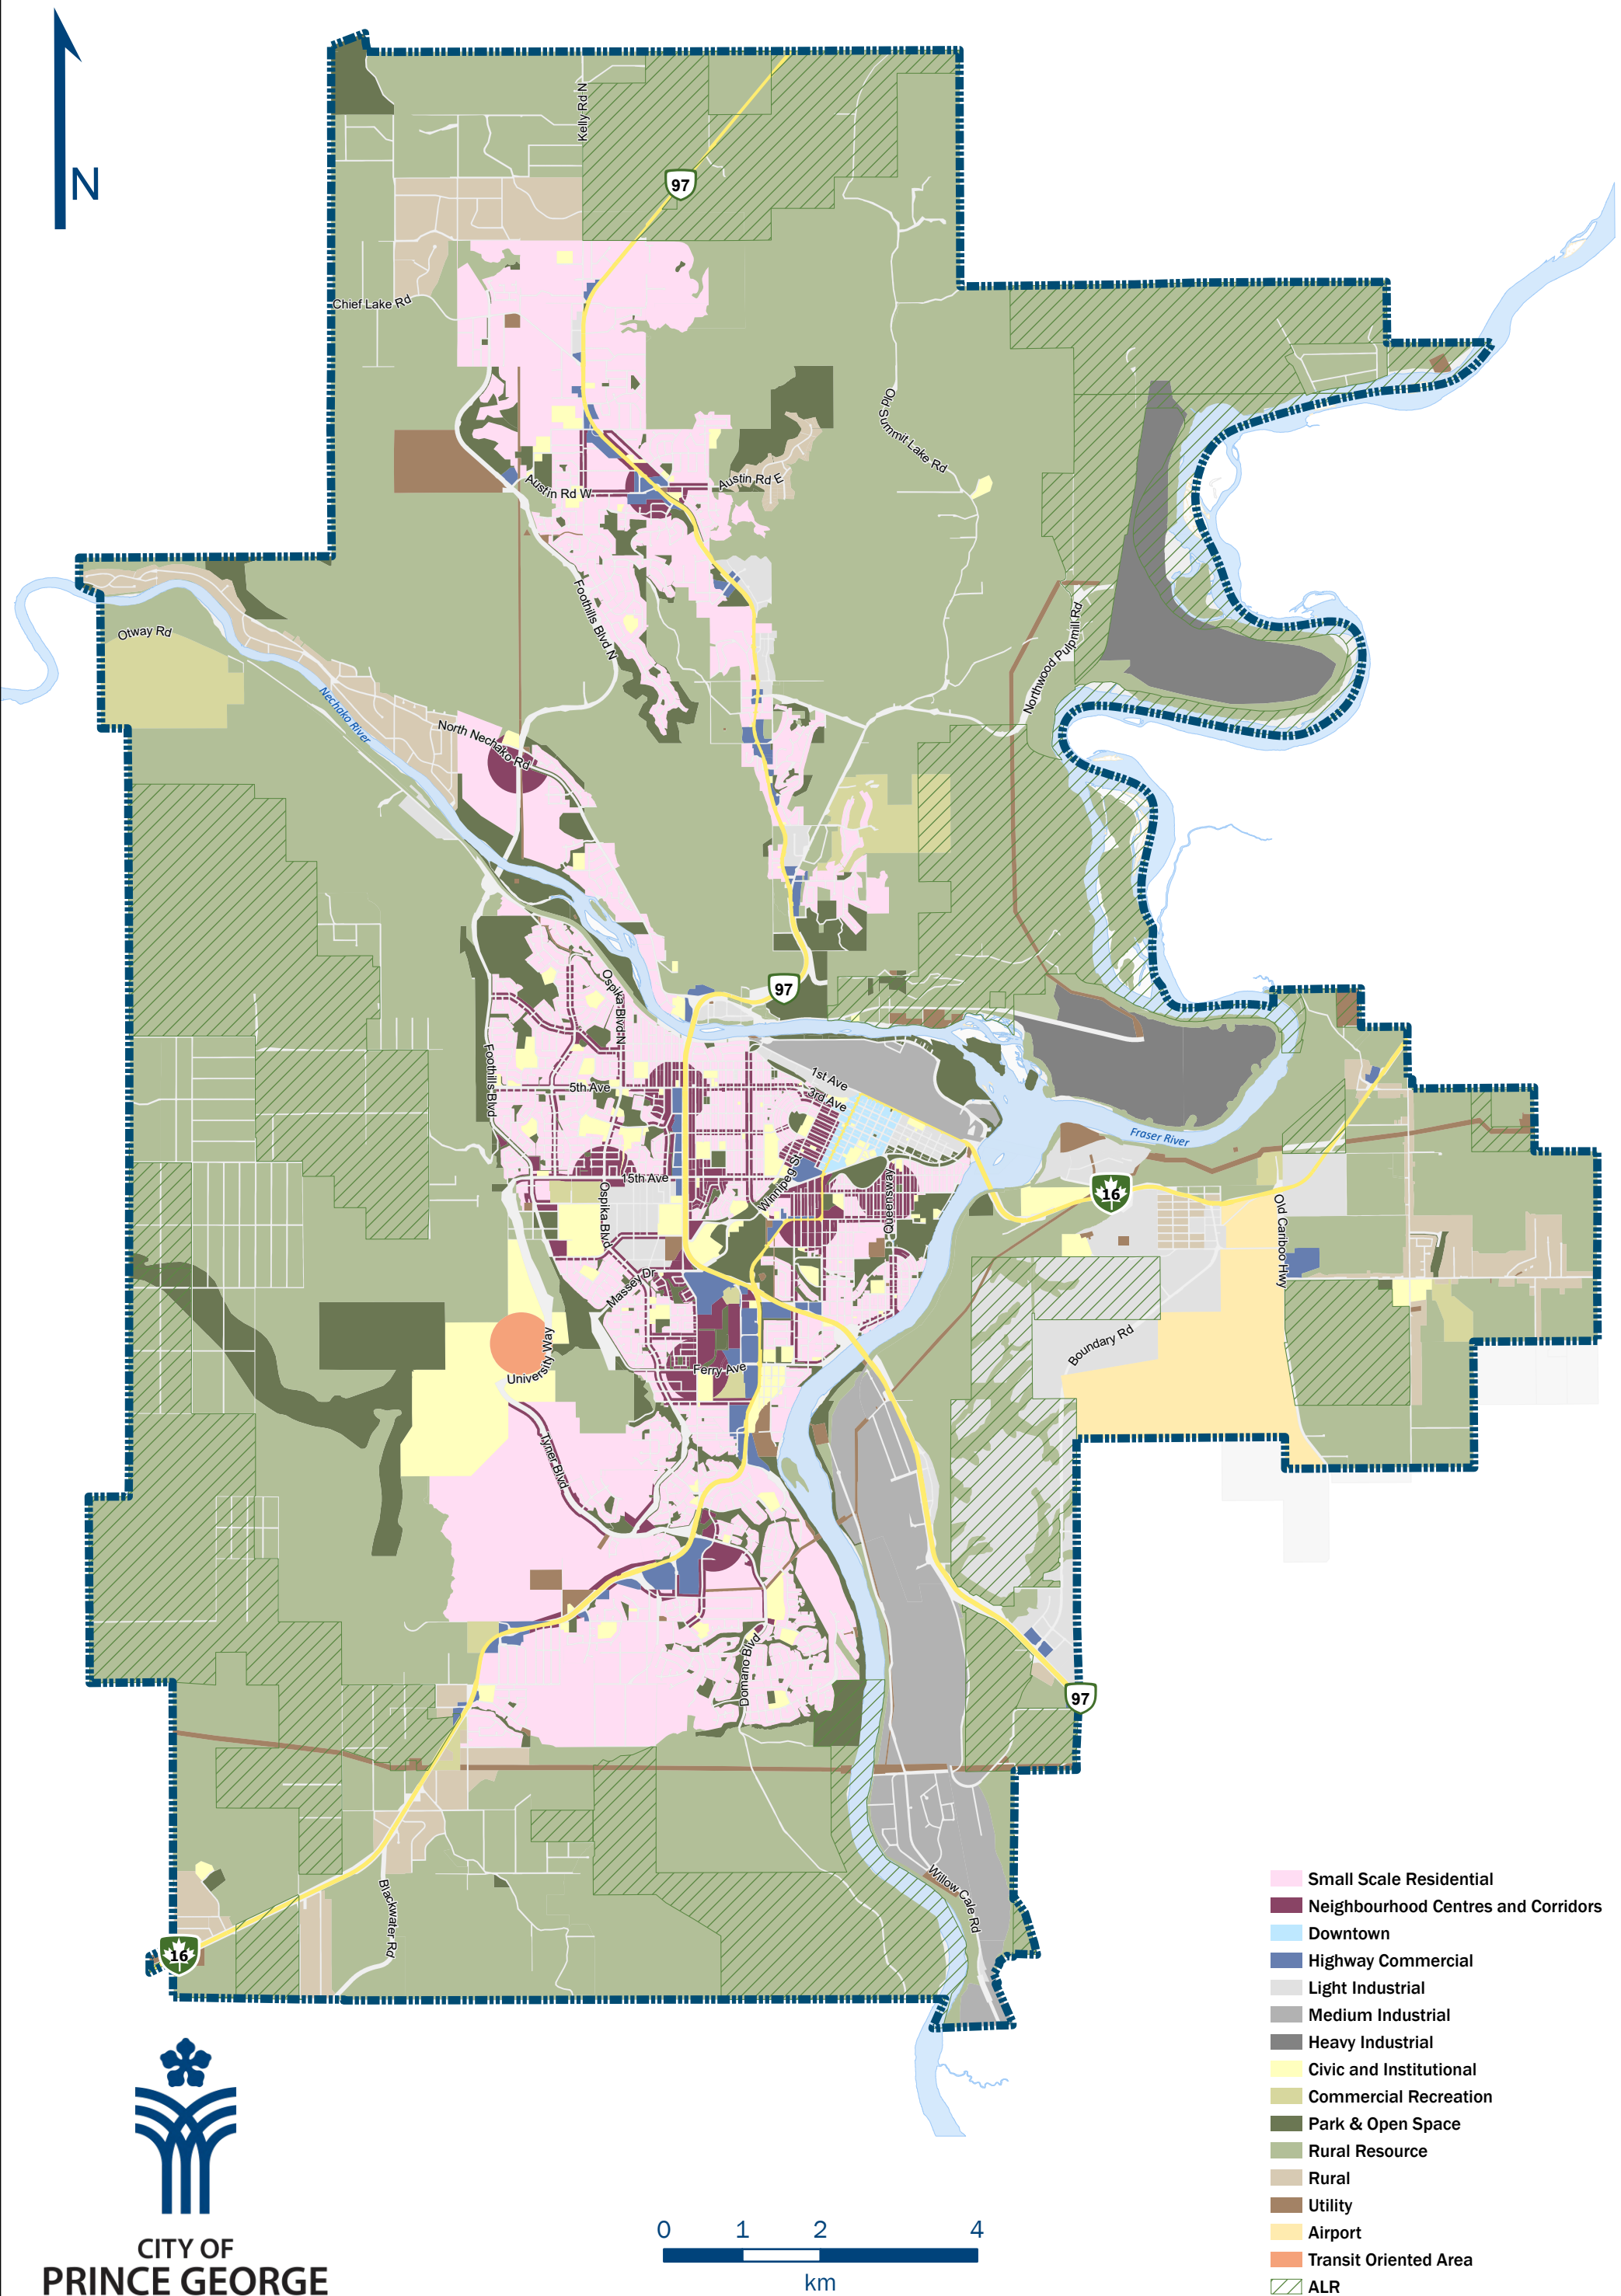 N
Kelly Rd N
97
Chief Lake Rd
Old Summit Lake Rd
Austin Rd W
Austin Rd E
Foothills Blvd N
Northwood Pulpmill Rd
Otway Rd
Nechako River
North Nechako Rd
97
Ospika Blvd N
Foothills Blvd
5th Ave
1st Ave
3rd Ave
Fraser River
15th Ave
Winnipeg St
Queensway
16
Old Cariboo Hwy
Ospika Blvd
Massey Dr
Boundary Rd
University Way
Ferry Ave
Tyner Blvd
Domano Blvd
97
Willow Cale Rd
Blackwater Rd
16
Small Scale Residential
Neighbourhood Centres and Corridors
Downtown
Highway Commercial
Light Industrial
Medium Industrial
Heavy Industrial
Civic and Institutional
Commercial Recreation
Park & Open Space
Rural Resource
Rural
Utility
Airport
Transit Oriented Area
ALR
0 1 2 4
km
CITY OF
PRINCE GEORGE